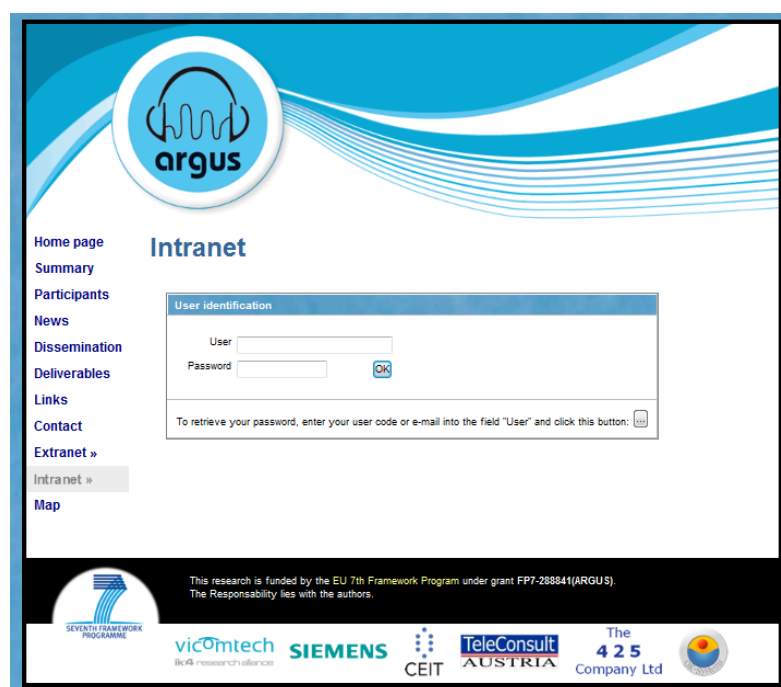 argus
Home page
Summary
Participants
News
Dissemination
Deliverables
Links
Contact
Extranet »
Intranet »
Map
Intranet
User identification
User
Password
OK
To retrieve your password, enter your user code or e-mail into the field "User" and click this button: ...
This research is funded by the EU 7th Framework Program under grant FP7-288841(ARGUS).
The Responsability lies with the authors.
SEVENTH FRAMEWORK
PROGRAMME
vicomtech
ik4 research alliance
SIEMENS
CEIT
TeleConsult
AUSTRIA
The
425
Company Ltd